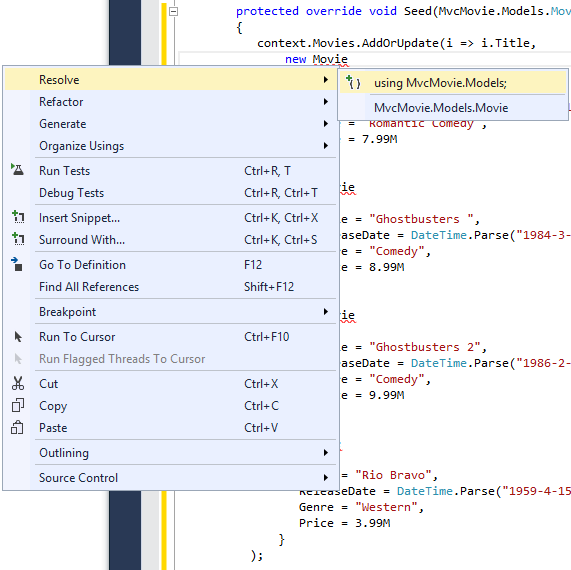 protected override void Seed(MvcMovie.Models.Mov
{
context.Movies.AddOrUpdate(i => i.Title,
new Movie
Resolve
using MvcMovie.Models;
Refactor
MvcMovie.Models.Movie
Generate
= "Romantic Comedy",
Organize Usings
= 7.99M
Run Tests Ctrl+R, T
Debug Tests Ctrl+R, Ctrl+T
vie
Insert Snippet... Ctrl+K, Ctrl+X
e = "Ghostbusters ",
Surround With... Ctrl+K, Ctrl+S
easeDate = DateTime.Parse("1984-3-
e = "Comedy",
Go To Definition F12
e = 8.99M
Find All References Shift+F12
Breakpoint
vie
Run To Cursor Ctrl+F10
e = "Ghostbusters 2",
Run Flagged Threads To Cursor
easeDate = DateTime.Parse("1986-2-
Cut Ctrl+X
e = "Comedy",
e = 9.99M
Copy Ctrl+C
Paste Ctrl+V
Outlining
Source Control
= "Rio Bravo",
ReleaseDate = DateTime.Parse("1959-4-15
Genre = "Western",
Price = 3.99M
}
);